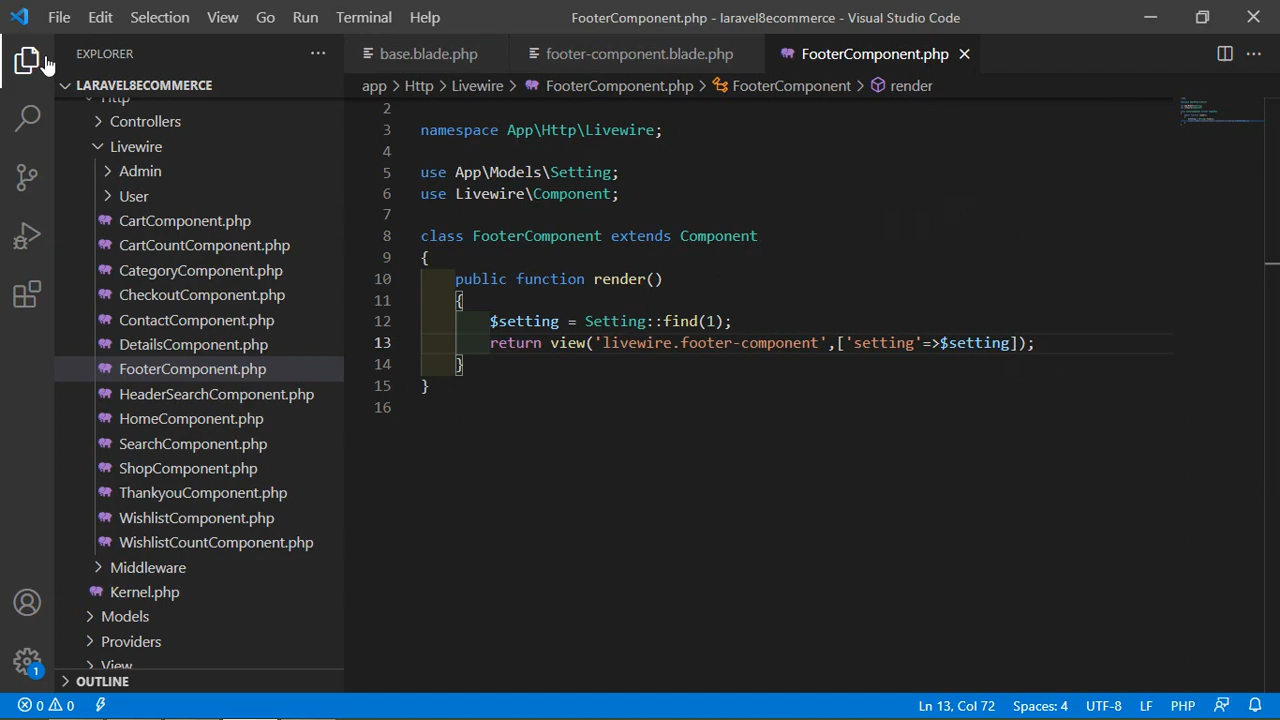 File Edit Selection View Go Run Terminal Help FooterComponent.php - laravel8ecommerce - Visual Studio Code
EXPLORER
base.blade.php
footer-component.blade.php
FooterComponent.php
LARAVEL8ECOMMERCE
app > Http > Livewire > FooterComponent.php > FooterComponent > render
Http
Controllers
Livewire
Admin
User
CartComponent.php
CartCountComponent.php
CategoryComponent.php
CheckoutComponent.php
ContactComponent.php
DetailsComponent.php
FooterComponent.php
HeaderSearchComponent.php
HomeComponent.php
SearchComponent.php
ShopComponent.php
ThankyouComponent.php
WishlistComponent.php
WishlistCountComponent.php
Middleware
Kernel.php
Models
Providers
View
OUTLINE
2
3 namespace App\Http\Livewire;
4
5 use App\Models\Setting;
6 use Livewire\Component;
7
8 class FooterComponent extends Component
9 {
10 public function render()
11 {
12 $setting = Setting::find(1);
13 return view('livewire.footer-component',['setting'=>$setting]);
14 }
15 }
16
1
0 0 Ln 13, Col 72 Spaces: 4 UTF-8 LF PHP